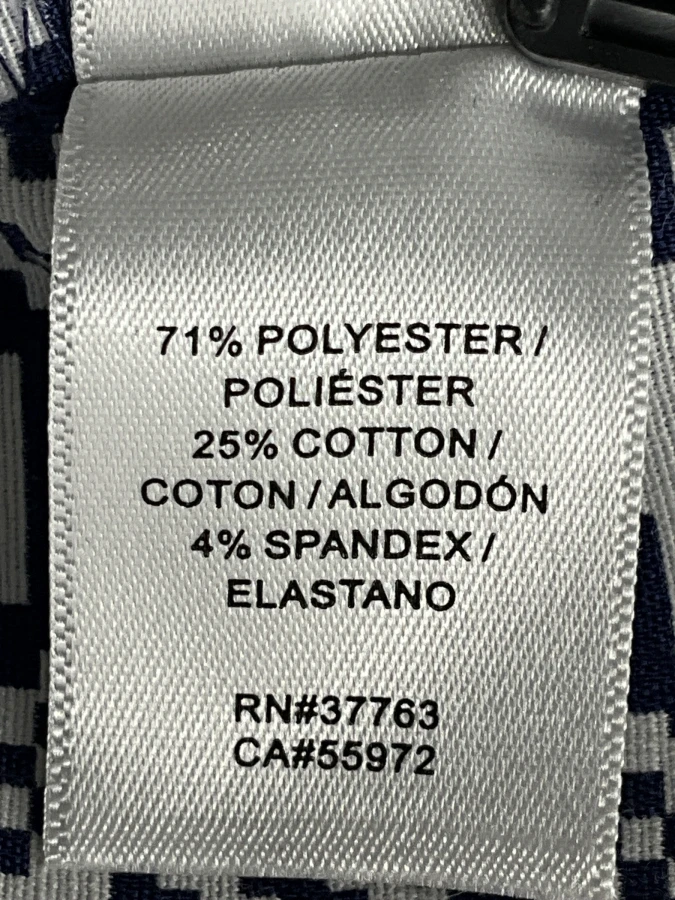 71% POLYESTER /
POLIÉSTER
25% COTTON /
COTON / ALGODÓN
4% SPANDEX /
ELASTANO
RN#37763
CA#55972